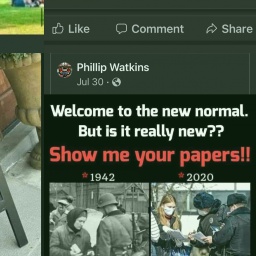 Like Comment Share
Phillip Watkins
Jul 30 ·
Welcome to the new normal.
But is it really new??
Show me your papers!!
1942 2020